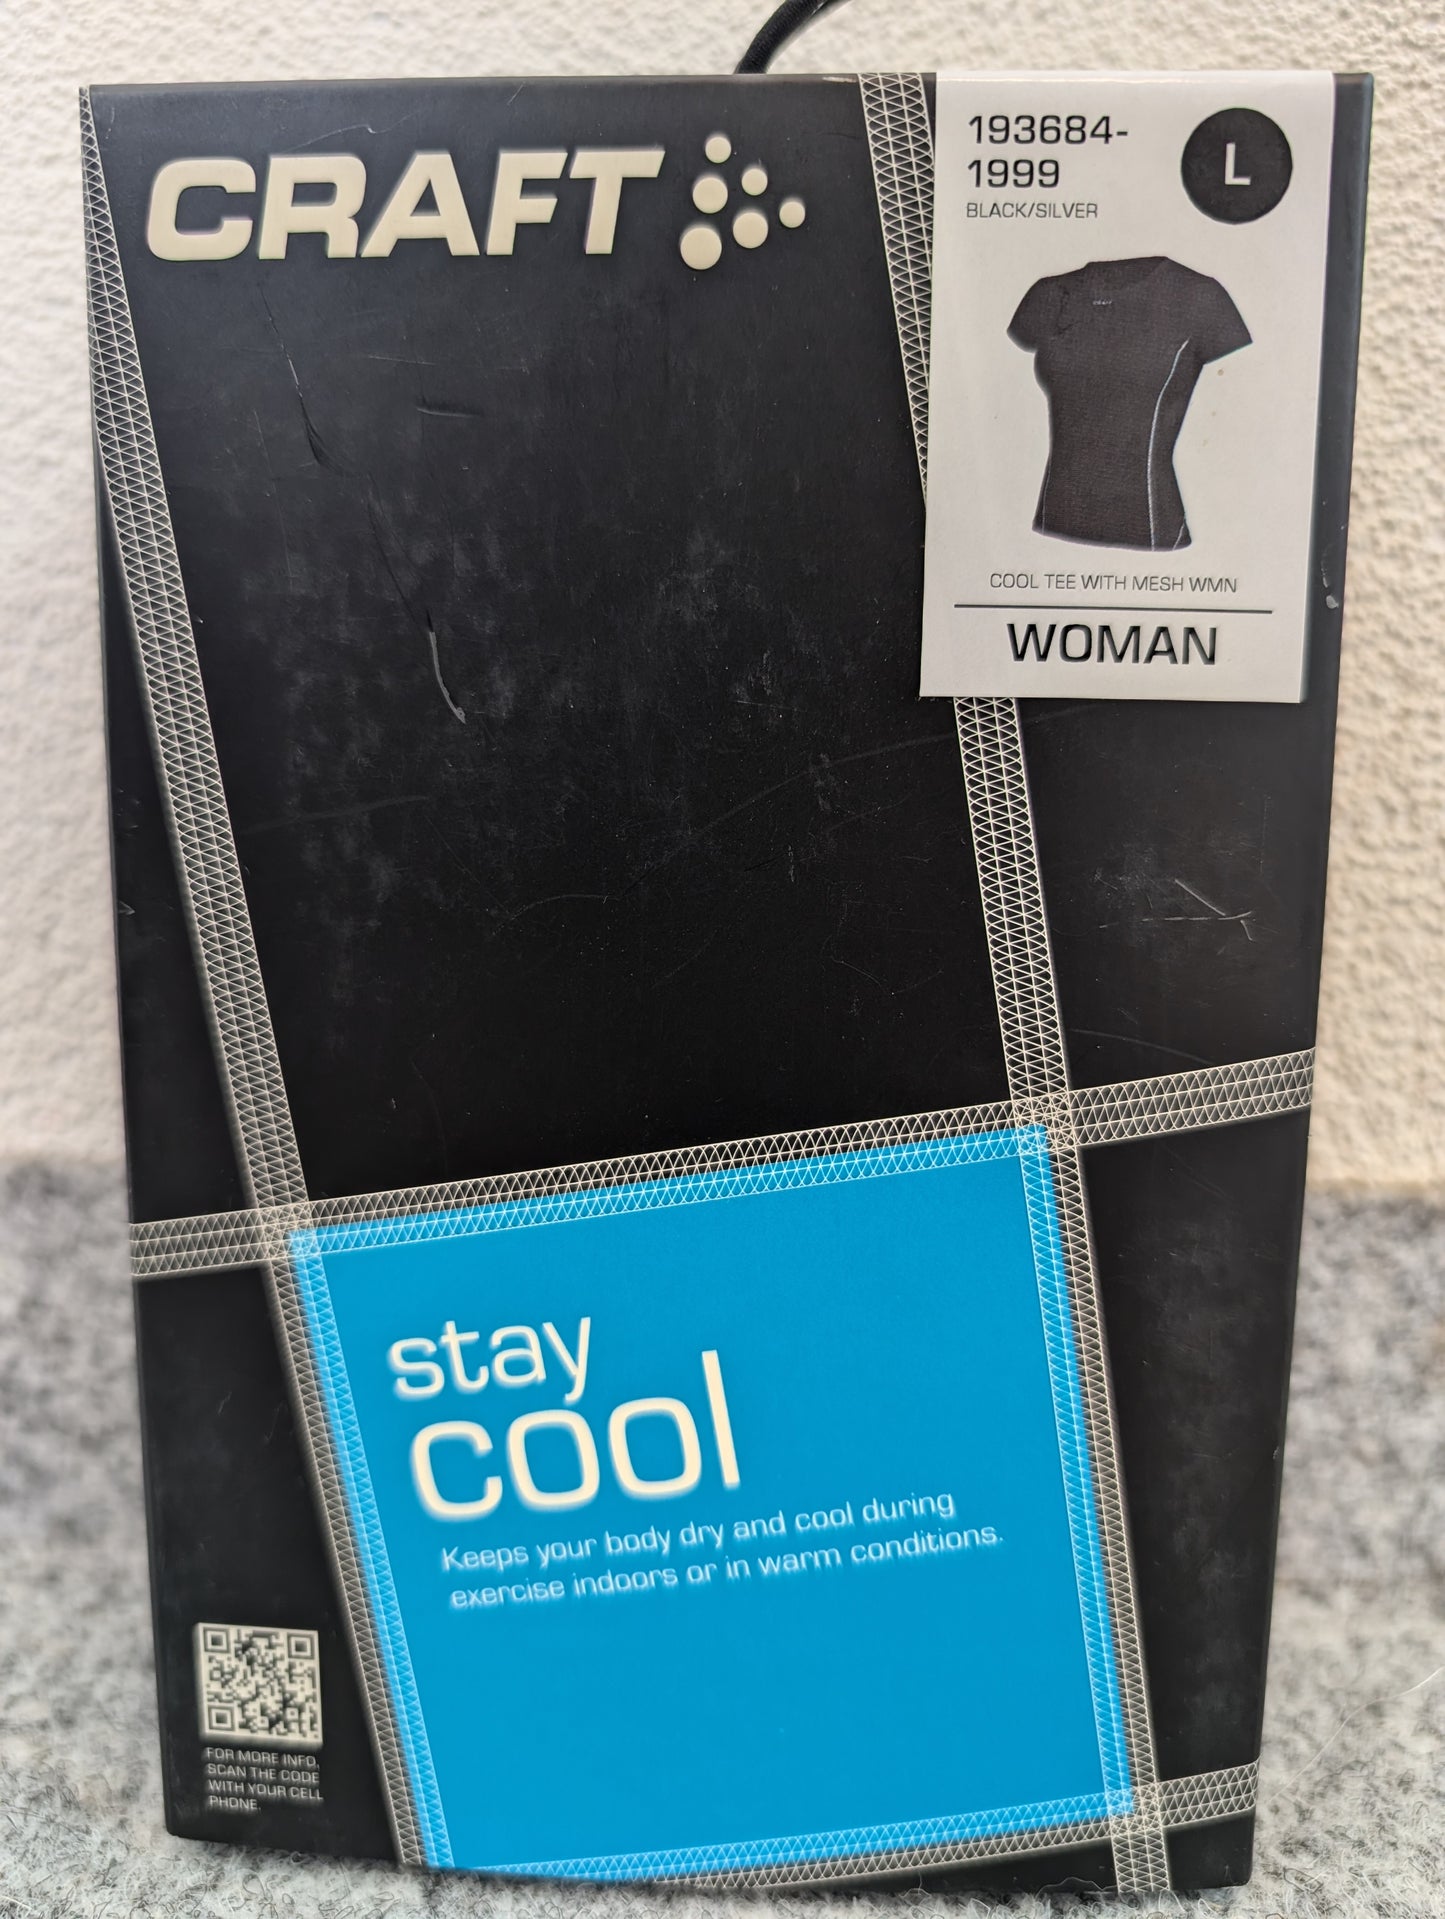 CRAFT
193684-
1999
BLACK/SILVER
L
COOL TEE WITH MESH WMN
WOMAN
stay
cool
Keeps your body dry and cool during
exercise indoors or in warm conditions.
FOR MORE INFO,
SCAN THE CODE
WITH YOUR CELL
PHONE.